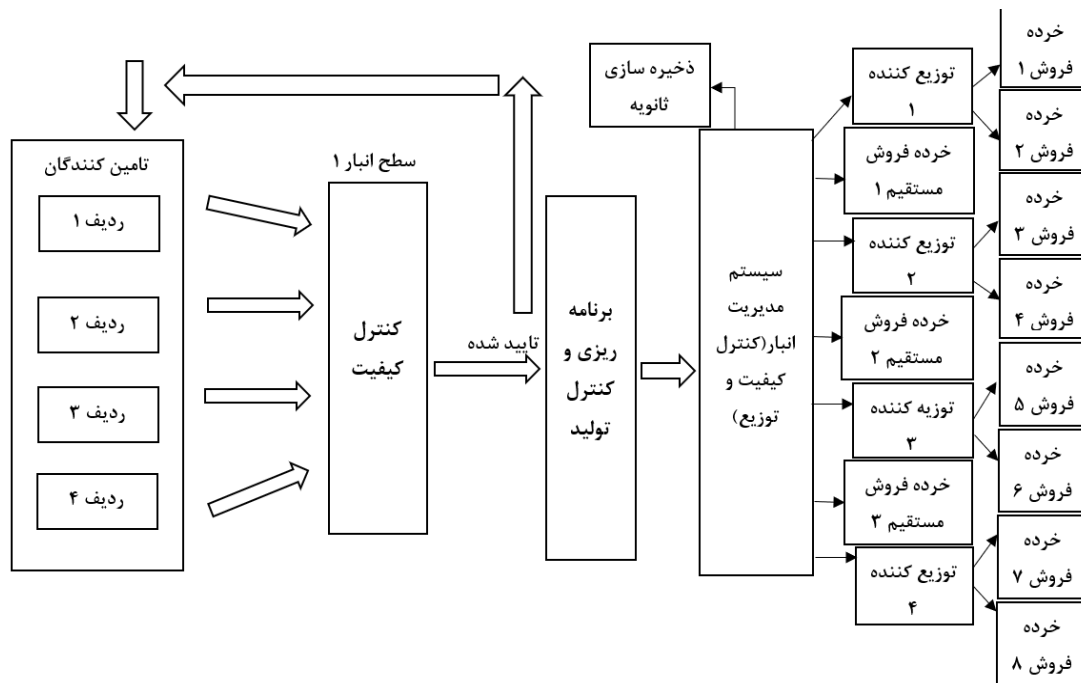 تامین کنندگان
ردیف ۱
ردیف ۲
ردیف ۳
ردیف ۴
سطح انبار ۱
کنترل
کیفیت
تایید شده
برنامه
ریزی و
کنترل
تولید
ذخیره سازی
ثانویه
سیستم
مدیریت
انبار(کنترل
کیفیت و
توزیع)
توزیع کننده
۱
خرده فروش
مستقیم ۱
توزیع کننده
۲
خرده فروش
مستقیم ۲
توزیه کننده
۳
خرده فروش
مستقیم ۳
توزیع کننده
۴
خرده
فروش ۱
خرده
فروش ۲
خرده
فروش ۳
خرده
فروش ۴
خرده
فروش ۵
خرده
فروش ۶
خرده
فروش ۷
خرده
فروش ۸